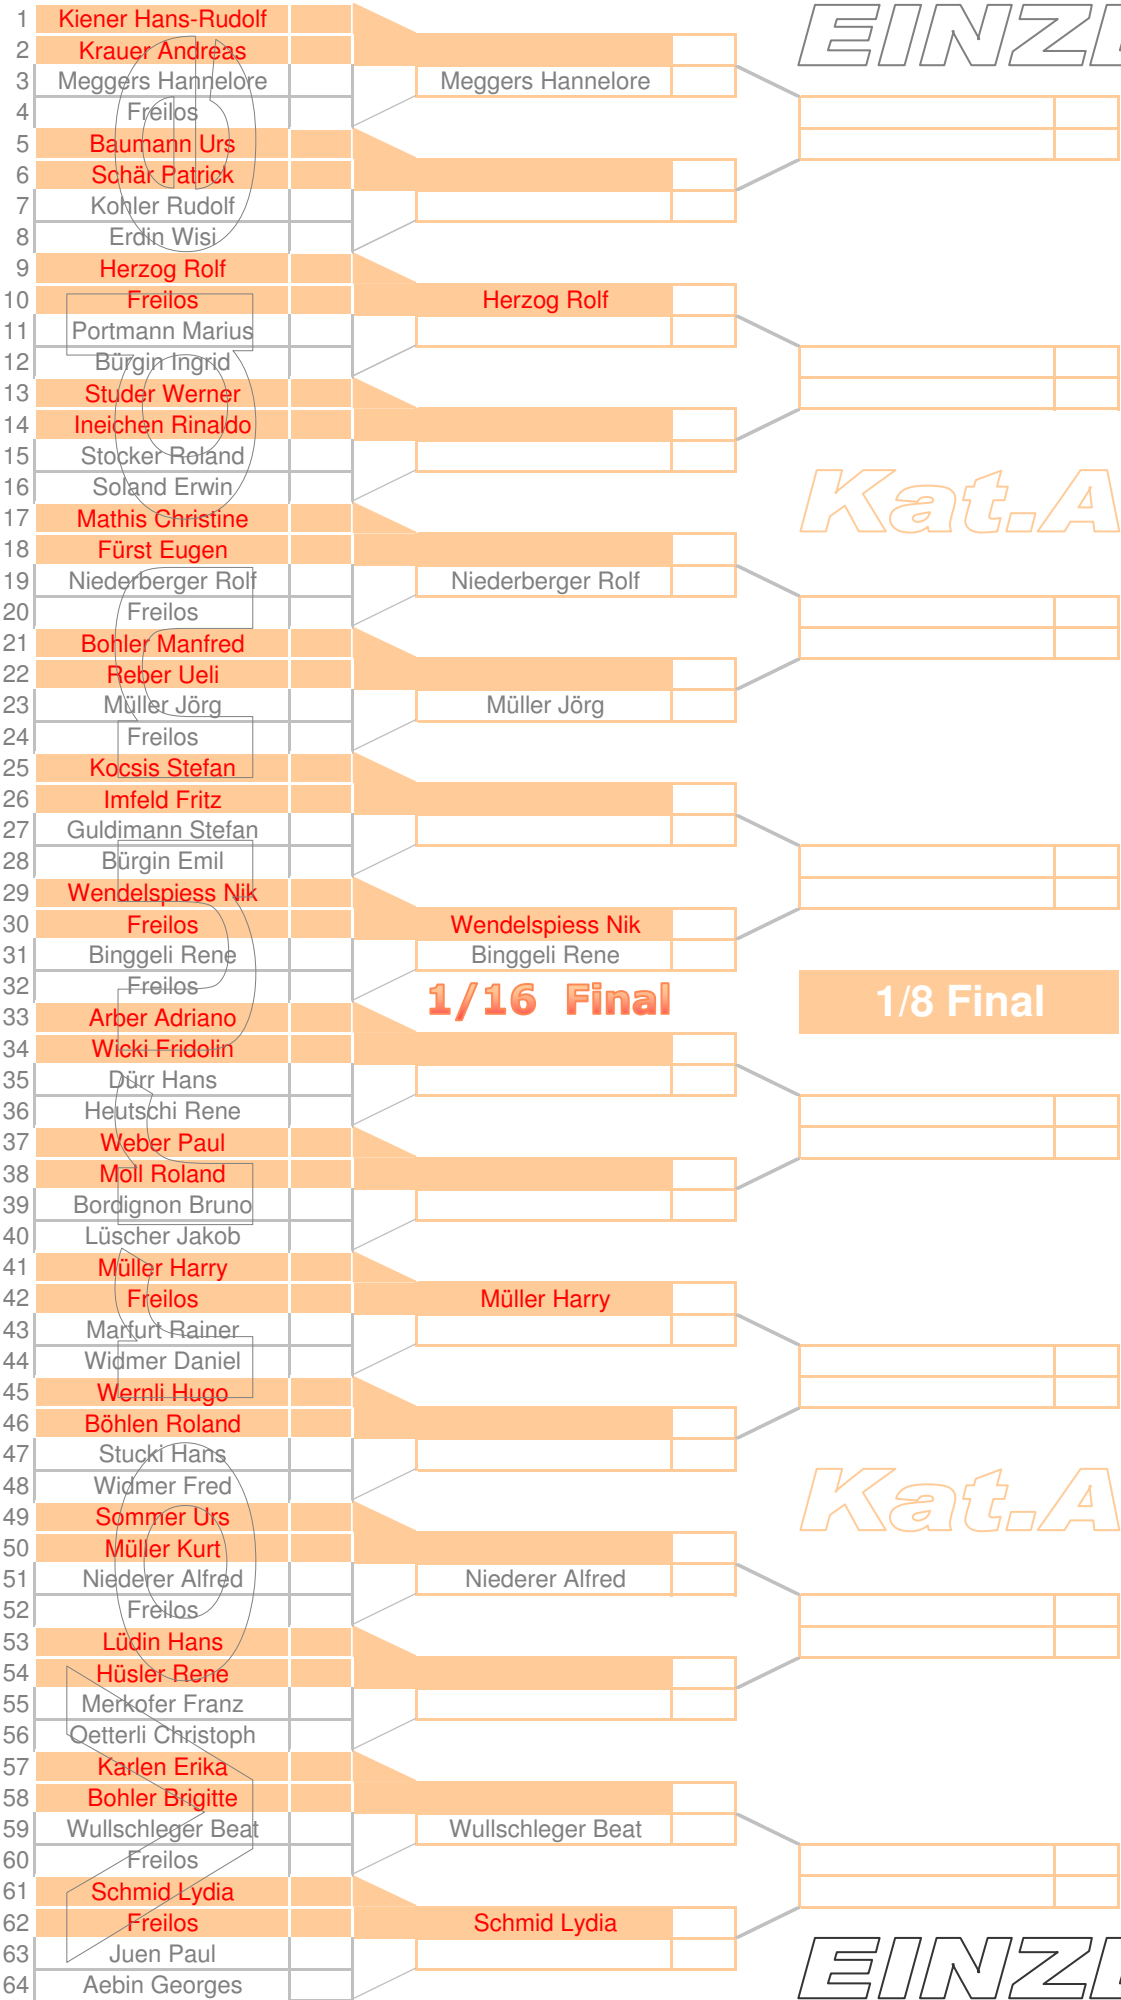 EINZE
1 Kiener Hans-Rudolf
2 Krauer Andreas
3 Meggers Hannelore Meggers Hannelore
4 Freilos
5 Baumann Urs
6 Schär Patrick
7 Kohler Rudolf
8 Erdin Wisi
9 Herzog Rolf
10 Freilos Herzog Rolf
11 Portmann Marius
12 Bürgin Ingrid
13 Studer Werner
14 Ineichen Rinaldo
15 Stocker Roland
16 Soland Erwin
Kat.A
17 Mathis Christine
18 Fürst Eugen
19 Niederberger Rolf Niederberger Rolf
20 Freilos
21 Bohler Manfred
22 Reber Ueli
23 Müller Jörg Müller Jörg
24 Freilos
25 Kocsis Stefan
26 Imfeld Fritz
27 Guldimann Stefan
28 Bürgin Emil
29 Wendelspiess Nik
30 Freilos Wendelspiess Nik
31 Binggeli Rene Binggeli Rene
32 Freilos
1/16 Final 1/8 Final
33 Arber Adriano
34 Wicki Fridolin
35 Dürr Hans
36 Heutschi Rene
37 Weber Paul
38 Moll Roland
39 Bordignon Bruno
40 Lüscher Jakob
41 Müller Harry
42 Freilos Müller Harry
43 Marfurt Rainer
44 Widmer Daniel
45 Wernli Hugo
46 Böhlen Roland
47 Stucki Hans
48 Widmer Fred
Kat.A
49 Sommer Urs
50 Müller Kurt
51 Niederer Alfred Niederer Alfred
52 Freilos
53 Lüdin Hans
54 Hüsler Rene
55 Merkofer Franz
56 Oetterli Christoph
57 Karlen Erika
58 Bohler Brigitte
59 Wullschleger Beat Wullschleger Beat
60 Freilos
61 Schmid Lydia
62 Freilos Schmid Lydia
63 Juen Paul
64 Aebin Georges
EINZE